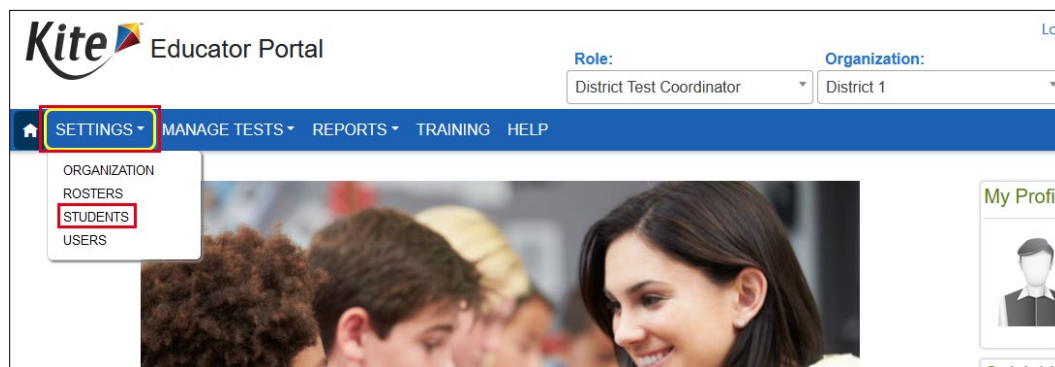 Kite Educator Portal
Lo
Role: Organization:
District Test Coordinator District 1
SETTINGS MANAGE TESTS REPORTS TRAINING HELP
ORGANIZATION
ROSTERS
STUDENTS
USERS
My Profi